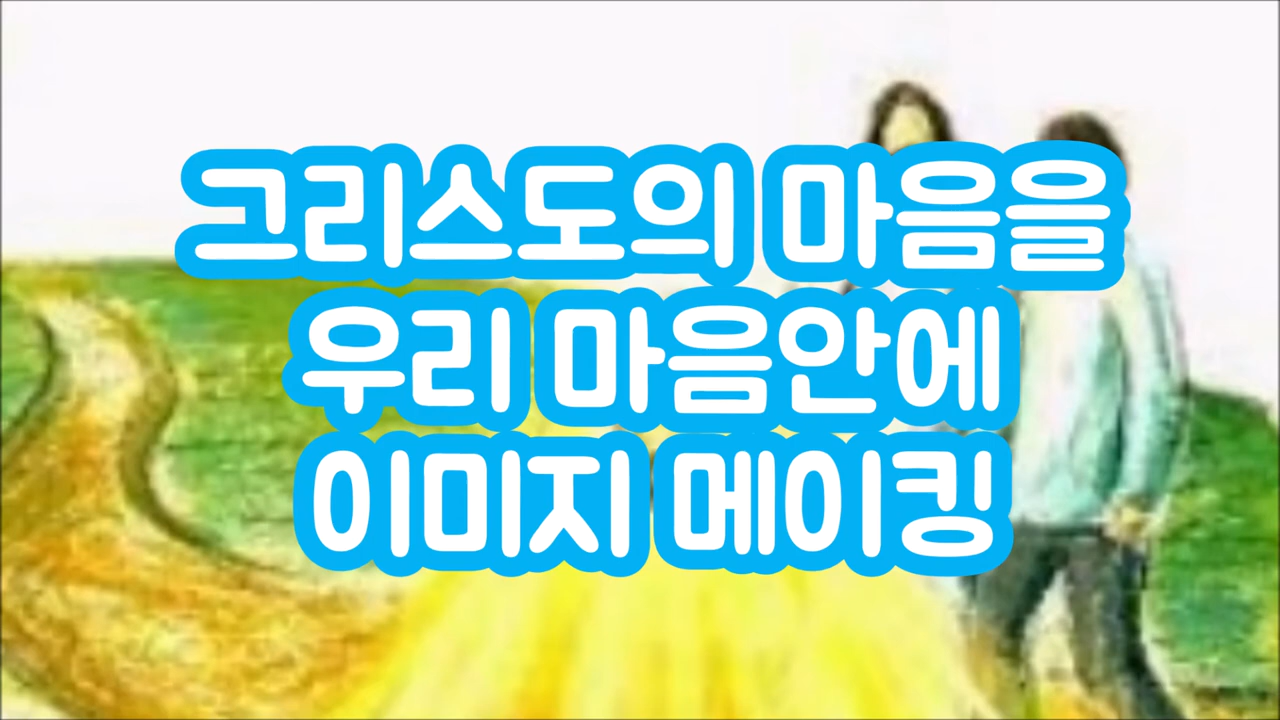 그리스도의 마음을
우리 마음안에
이미지 메이킹